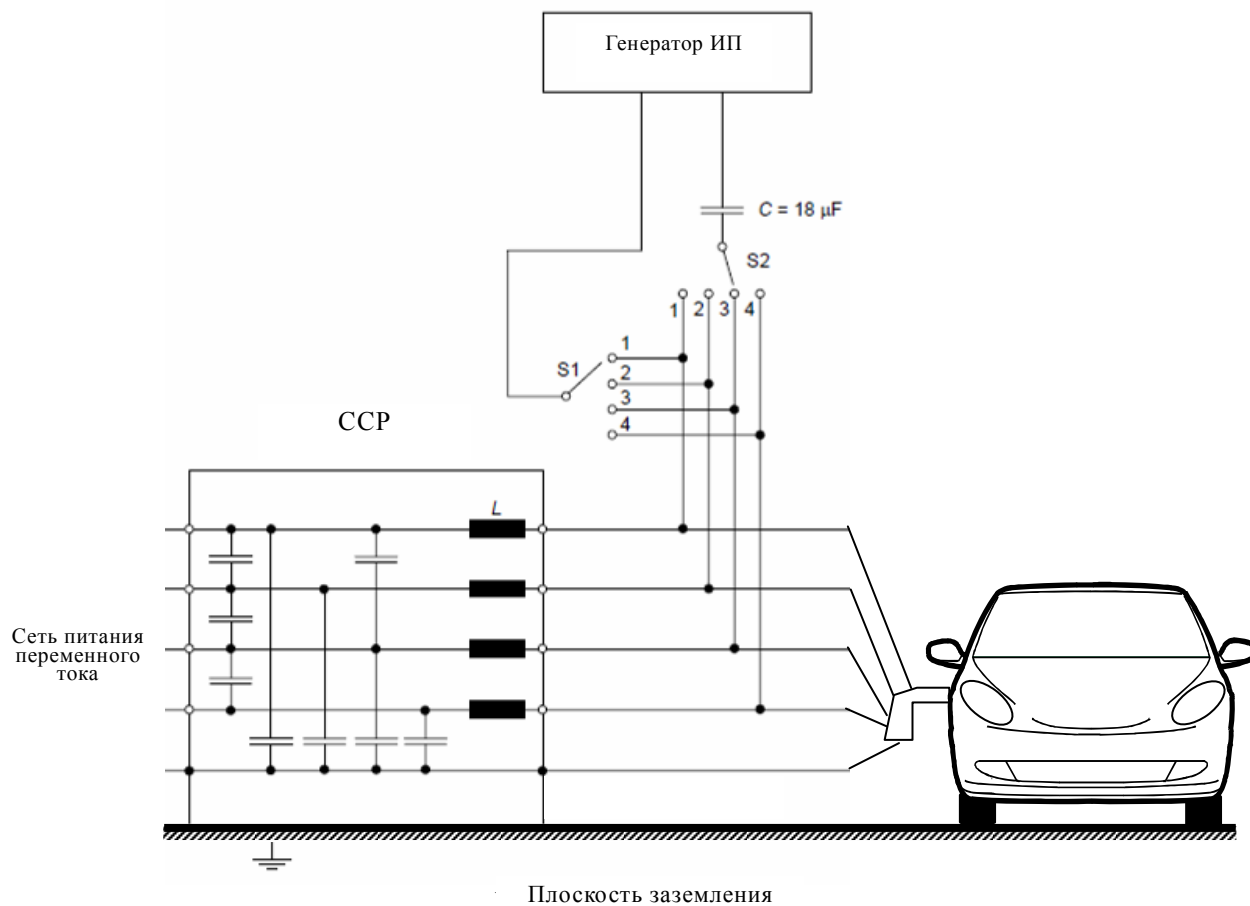 Генератор ИП
C = 18 μF
S2
1
2
3
4
S1
1
2
3
4
ССР
L
Сеть питания
переменного
тока
Плоскость заземления